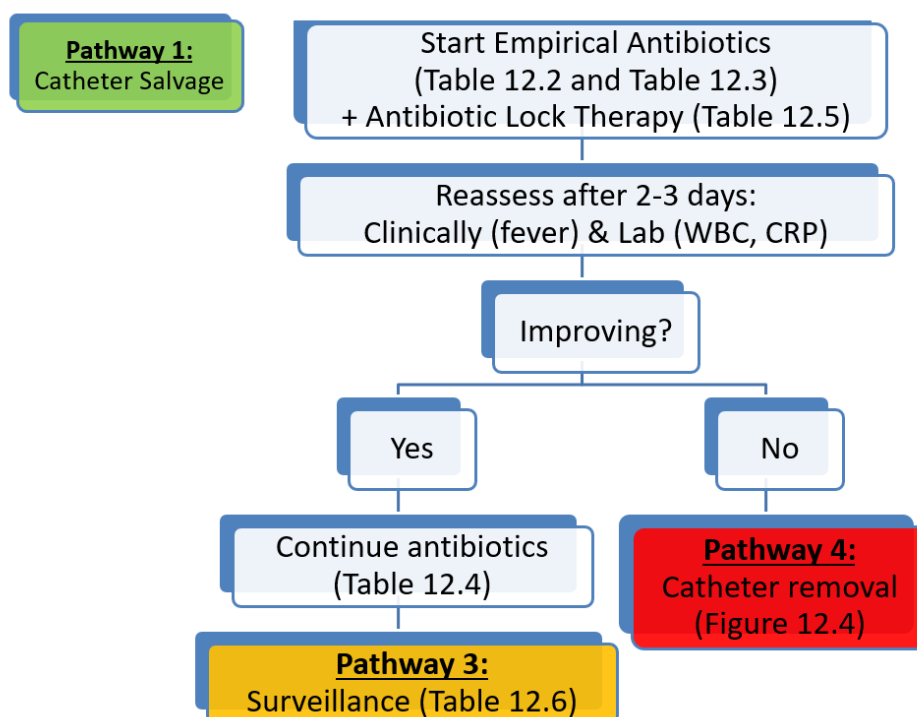 Pathway 1:
Catheter Salvage
Start Empirical Antibiotics
(Table 12.2 and Table 12.3)
+ Antibiotic Lock Therapy (Table 12.5)
Reassess after 2-3 days:
Clinically (fever) & Lab (WBC, CRP)
Improving?
Yes
No
Continue antibiotics
(Table 12.4)
Pathway 4:
Catheter removal
(Figure 12.4)
Pathway 3:
Surveillance (Table 12.6)